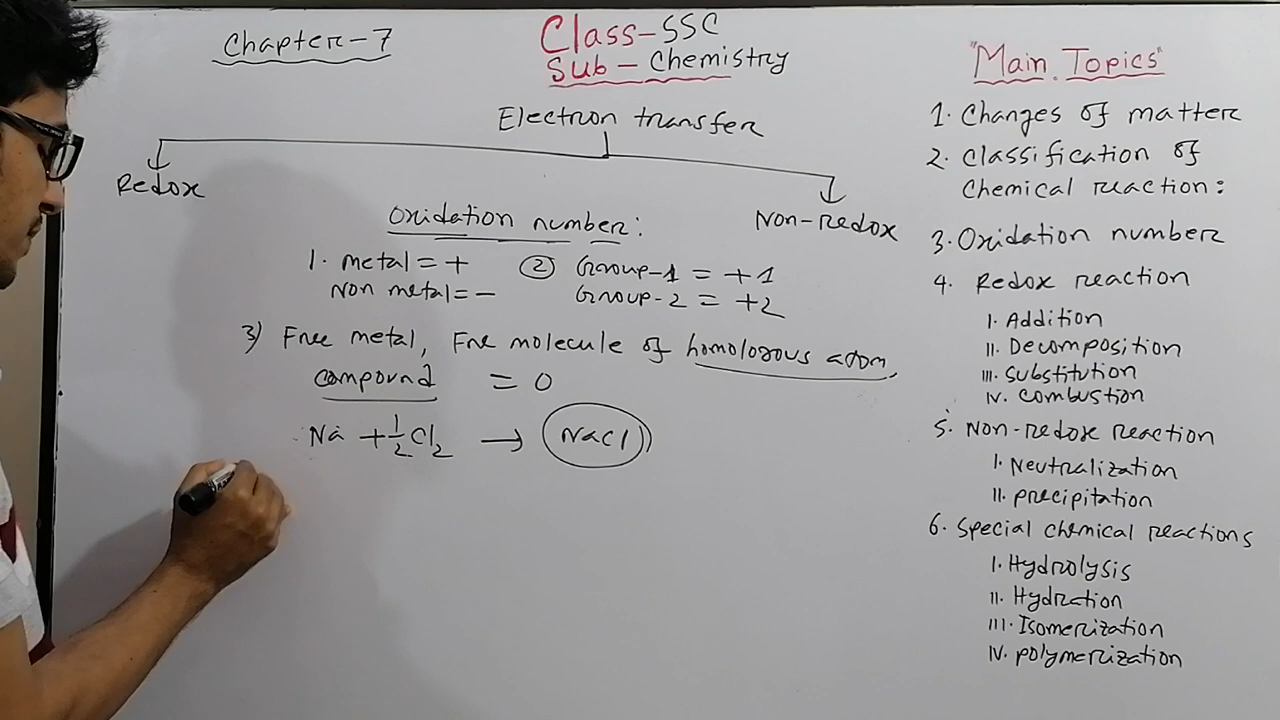 Chapter-7
Class-SSC
Sub-Chemistry
Electron transfer
Redox
Non-Redox
Oxidation number:
1. metal = +
Non metal = -
② Group-1 = +1
Group-2 = +2
3) Free metal, Free molecule of homologous atom,
compound = 0
Na + 1/2 Cl2 → NaCl
"Main Topics"
1. Changes of matter
2. Classification of
Chemical reaction:
3. Oxidation number
4. Redox reaction
I. Addition
II. Decomposition
III. Substitution
IV. Combustion
5. Non-redox reaction
I. Neutralization
II. precipitation
6. Special chemical reactions
I. Hydrolysis
II. Hydration
III. Isomerization
IV. polymerization